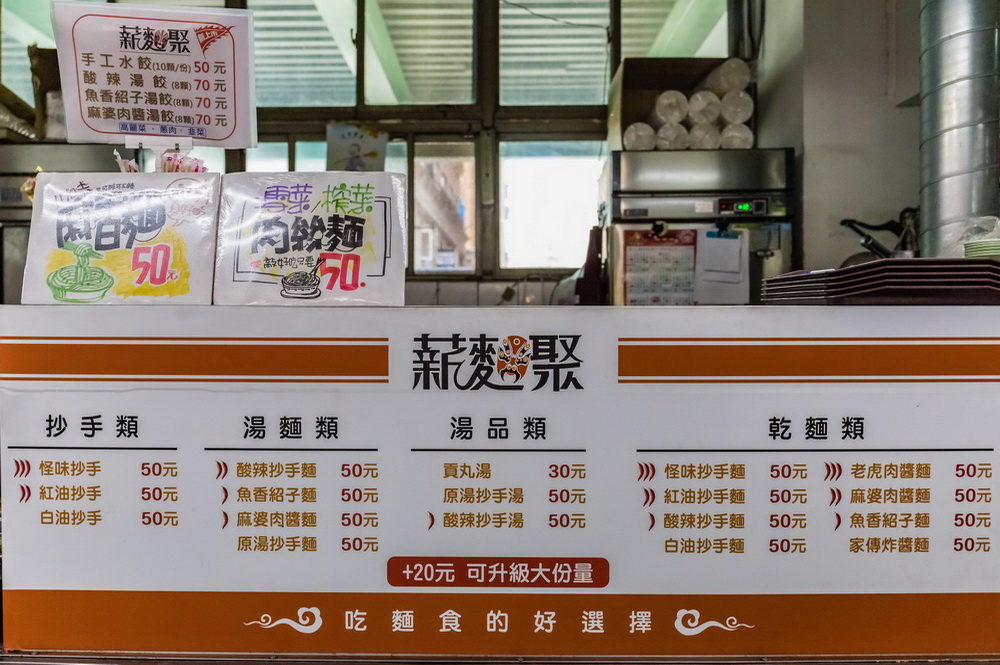 薪麵聚
手工水餃(10顆/份) 50元
酸辣湯餃(8顆) 70元
魚香紹子湯餃(8顆) 70元
麻婆肉醬湯餃(8顆) 70元
高麗菜·蔥肉·韭菜
50元
雪菜/榨菜
肉絲麵
50.
薪麵聚
抄手類
怪味抄手 50元
紅油抄手 50元
白油抄手 50元
湯麵類
酸辣抄手麵 50元
魚香紹子麵 50元
麻婆肉醬麵 50元
原湯抄手麵 50元
湯品類
貢丸湯 30元
原湯抄手湯 50元
酸辣抄手湯 50元
乾麵類
怪味抄手麵 50元
紅油抄手麵 50元
酸辣抄手麵 50元
白油抄手麵 50元
老虎肉醬麵 50元
麻婆肉醬麵 50元
魚香紹子麵 50元
家傳炸醬麵 50元
+20元 可升級大份量
吃麵食的好選擇